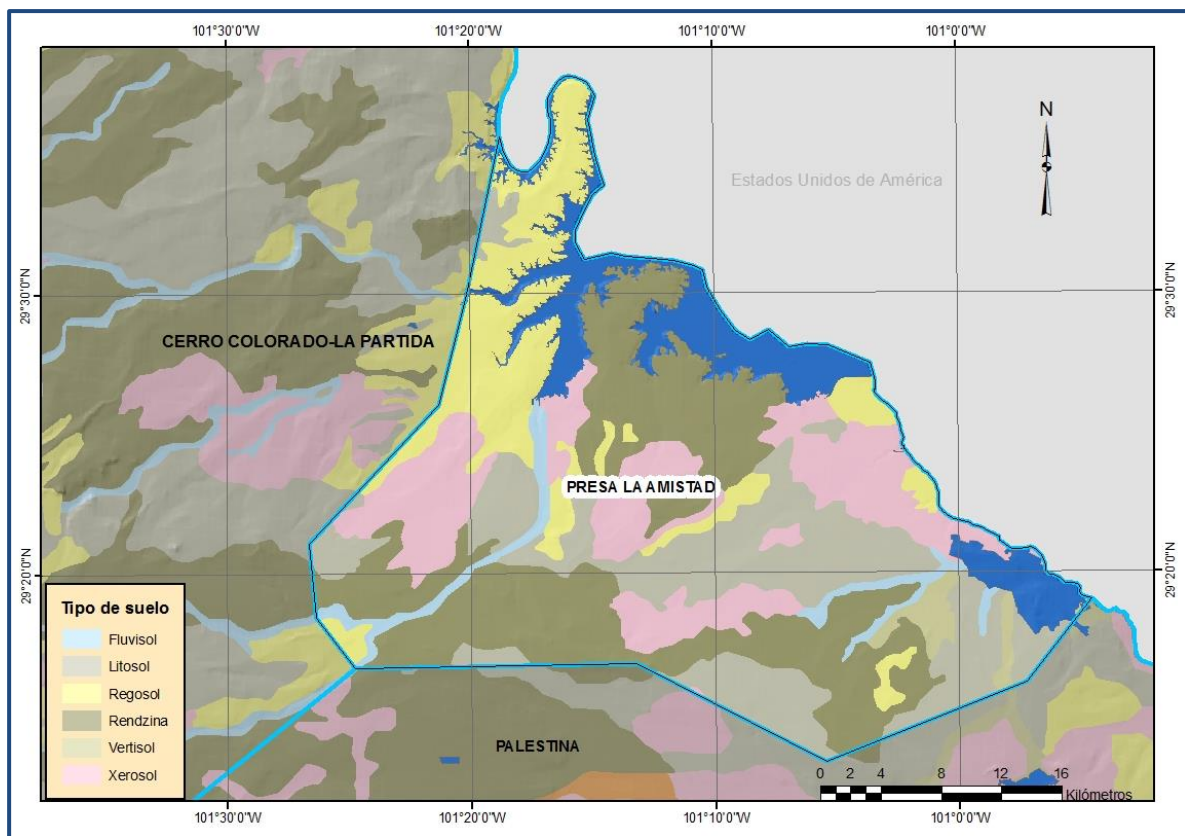 101°30'0"W
101°20'0"W
101°10'0"W
101°0'0"W
N
Estados Unidos de América
29°30'0"N
29°30'0"N
CERRO COLORADO-LA PARTIDA
PRESA LA AMISTAD
29°20'0"N
29°20'0"N
Tipo de suelo
Fluvisol
Litosol
Regosol
Rendzina
Vertisol
Xerosol
PALESTINA
0 2 4 8 12 16
Kilómetros
101°30'0"W
101°20'0"W
101°10'0"W
101°0'0"W